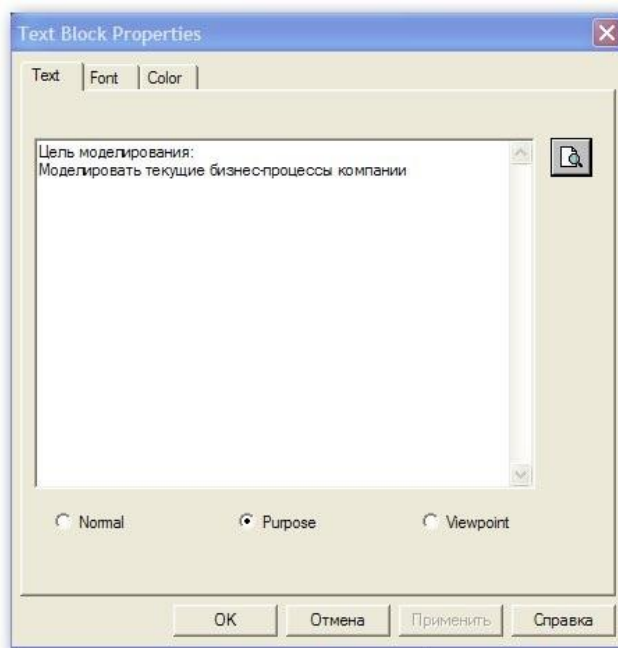 Text Block Properties
Text Font Color
Цель моделирования:
Моделировать текущие бизнес-процессы компании
Normal Purpose Viewpoint
OK Отмена Применить Справка